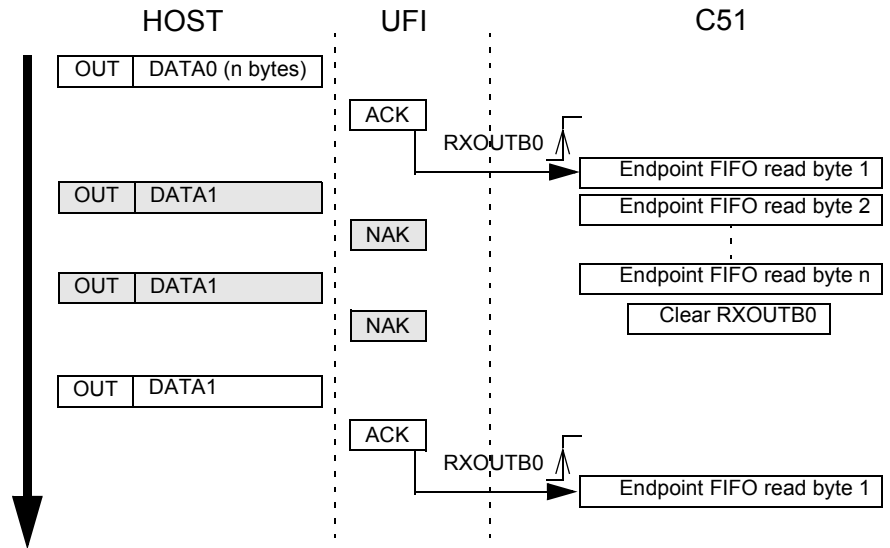 HOST UFI C51
OUT DATA0 (n bytes)
ACK
RXOUTB0
Endpoint FIFO read byte 1
OUT DATA1
Endpoint FIFO read byte 2
NAK
OUT DATA1
Endpoint FIFO read byte n
NAK
Clear RXOUTB0
OUT DATA1
ACK
RXOUTB0
Endpoint FIFO read byte 1